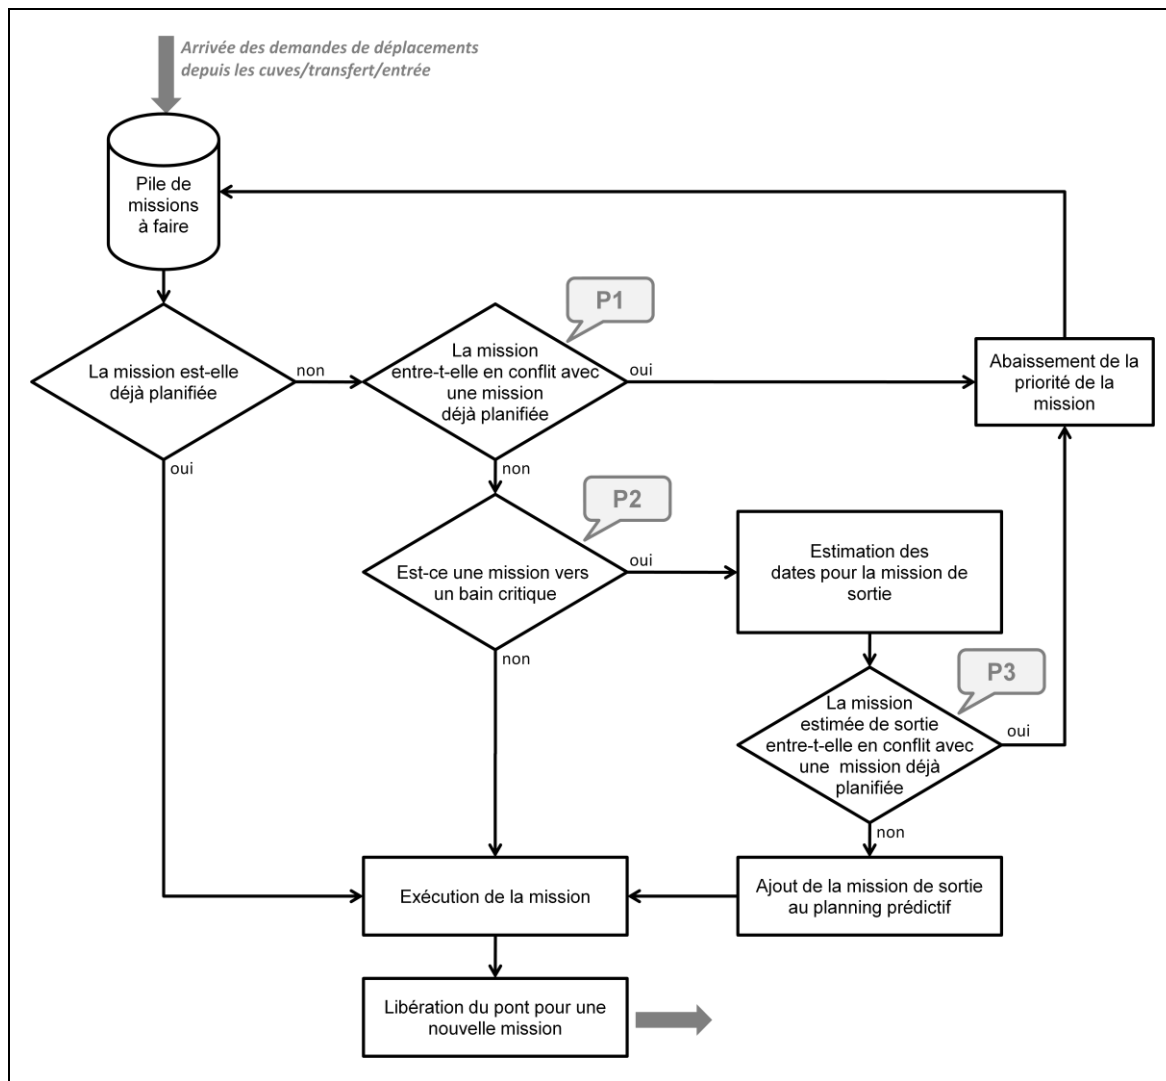 Arrivée des demandes de déplacements
depuis les cuves/transfert/entrée
Pile de
missions
à faire
P1
La mission est-elle
déjà planifiée
non
La mission
entre-t-elle en conflit avec
une mission
déjà planifiée
oui
Abaissement de la
priorité de la
mission
oui
non
P2
Est-ce une mission vers
un bain critique
oui
Estimation des
dates pour la mission de
sortie
non
P3
La mission
estimée de sortie
entre-t-elle en conflit avec
une mission déjà
planifiée
oui
non
Exécution de la mission
Ajout de la mission de sortie
au planning prédictif
Libération du pont pour une
nouvelle mission